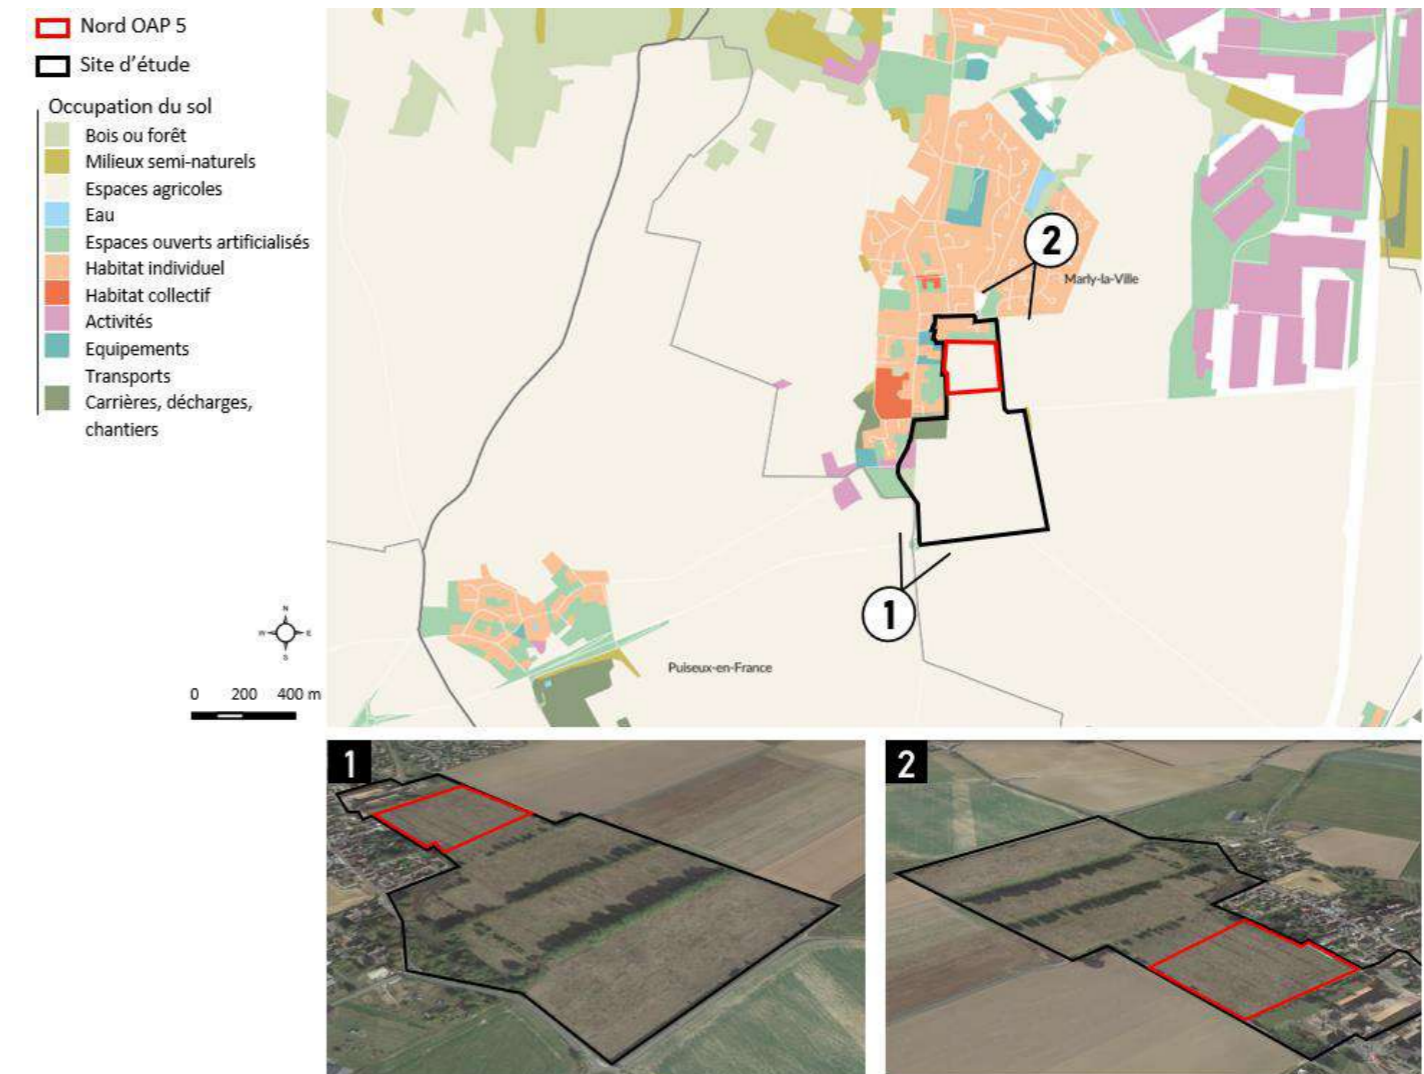 Nord OAP 5
Site d'étude
Occupation du sol
Bois ou forêt
Milieux semi-naturels
Espaces agricoles
Eau
Espaces ouverts artificialisés
Habitat individuel
Habitat collectif
Activités
Equipements
Transports
Carrières, décharges,
chantiers
N
W E
S
0 200 400 m
2
Marly-la-Ville
1
Puiseux-en-France
1
2